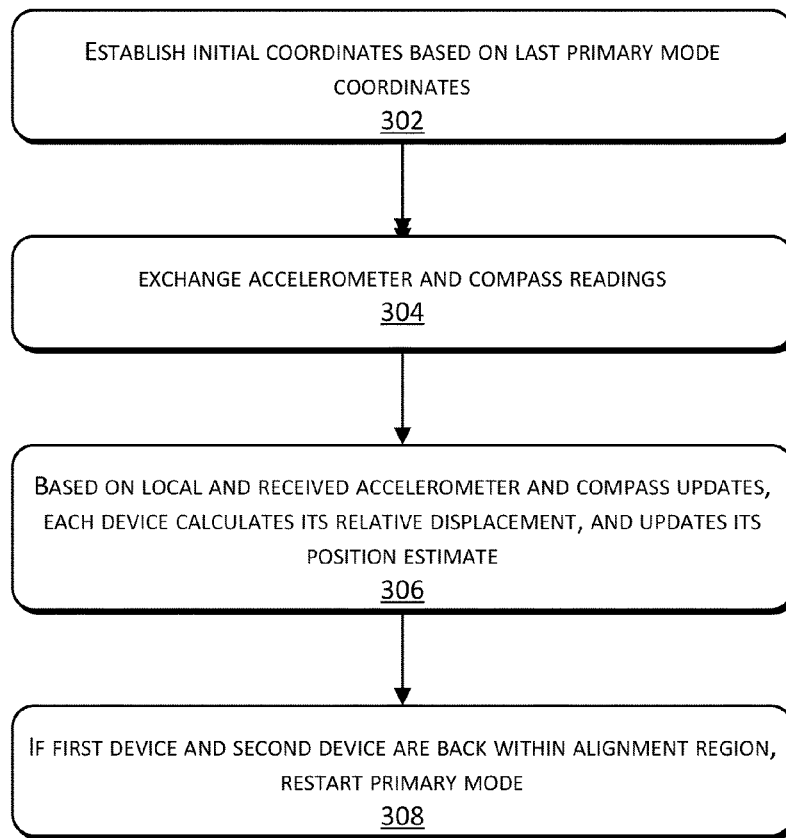 ESTABLISH INITIAL COORDINATES BASED ON LAST PRIMARY MODE
COORDINATES
302
EXCHANGE ACCELEROMETER AND COMPASS READINGS
304
BASED ON LOCAL AND RECEIVED ACCELEROMETER AND COMPASS UPDATES,
EACH DEVICE CALCULATES ITS RELATIVE DISPLACEMENT, AND UPDATES ITS
POSITION ESTIMATE
306
IF FIRST DEVICE AND SECOND DEVICE ARE BACK WITHIN ALIGNMENT REGION,
RESTART PRIMARY MODE
308